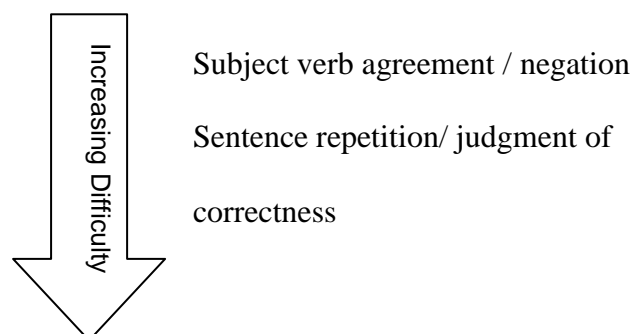 Increasing Difficulty
Subject verb agreement / negation
Sentence repetition/ judgment of
correctness